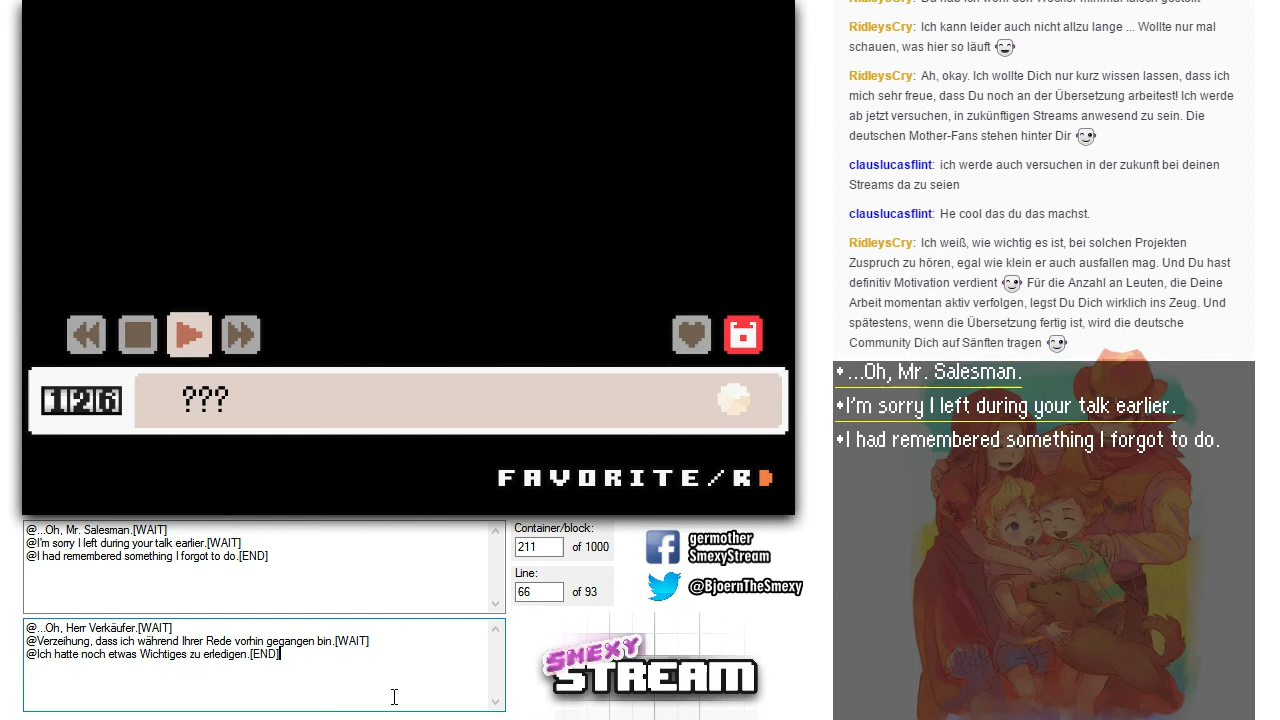 126
???
FAVORITE/R
@...Oh, Mr. Salesman.[WAIT]
@I'm sorry I left during your talk earlier.[WAIT]
@I had remembered something I forgot to do.[END]
@...Oh, Herr Verkäufer.[WAIT]
@Verzeihung, dass ich während Ihrer Rede vorhin gegangen bin.[WAIT]
@Ich hatte noch etwas Wichtiges zu erledigen.[END]
Container/block:
211 of 1000
Line:
66 of 93
germother
SmexyStream
@BjoernTheSmexy
SMEXY
STREAM
RidleysCry: Ich kann leider auch nicht allzu lange ... Wollte nur mal
schauen, was hier so läuft
RidleysCry: Ah, okay. Ich wollte Dich nur kurz wissen lassen, dass ich
mich sehr freue, dass Du noch an der Übersetzung arbeitest! Ich werde
ab jetzt versuchen, in zukünftigen Streams anwesend zu sein. Die
deutschen Mother-Fans stehen hinter Dir
clauslucasflint: ich werde auch versuchen in der zukunft bei deinen
Streams da zu seien
clauslucasflint: He cool das du das machst.
RidleysCry: Ich weiß, wie wichtig es ist, bei solchen Projekten
Zuspruch zu hören, egal wie klein er auch ausfallen mag. Und Du hast
definitiv Motivation verdient Für die Anzahl an Leuten, die Deine
Arbeit momentan aktiv verfolgen, legst Du Dich wirklich ins Zeug. Und
spätestens, wenn die Übersetzung fertig ist, wird die deutsche
Community Dich auf Sänften tragen
•...Oh, Mr. Salesman.
•I'm sorry I left during your talk earlier.
•I had remembered something I forgot to do.